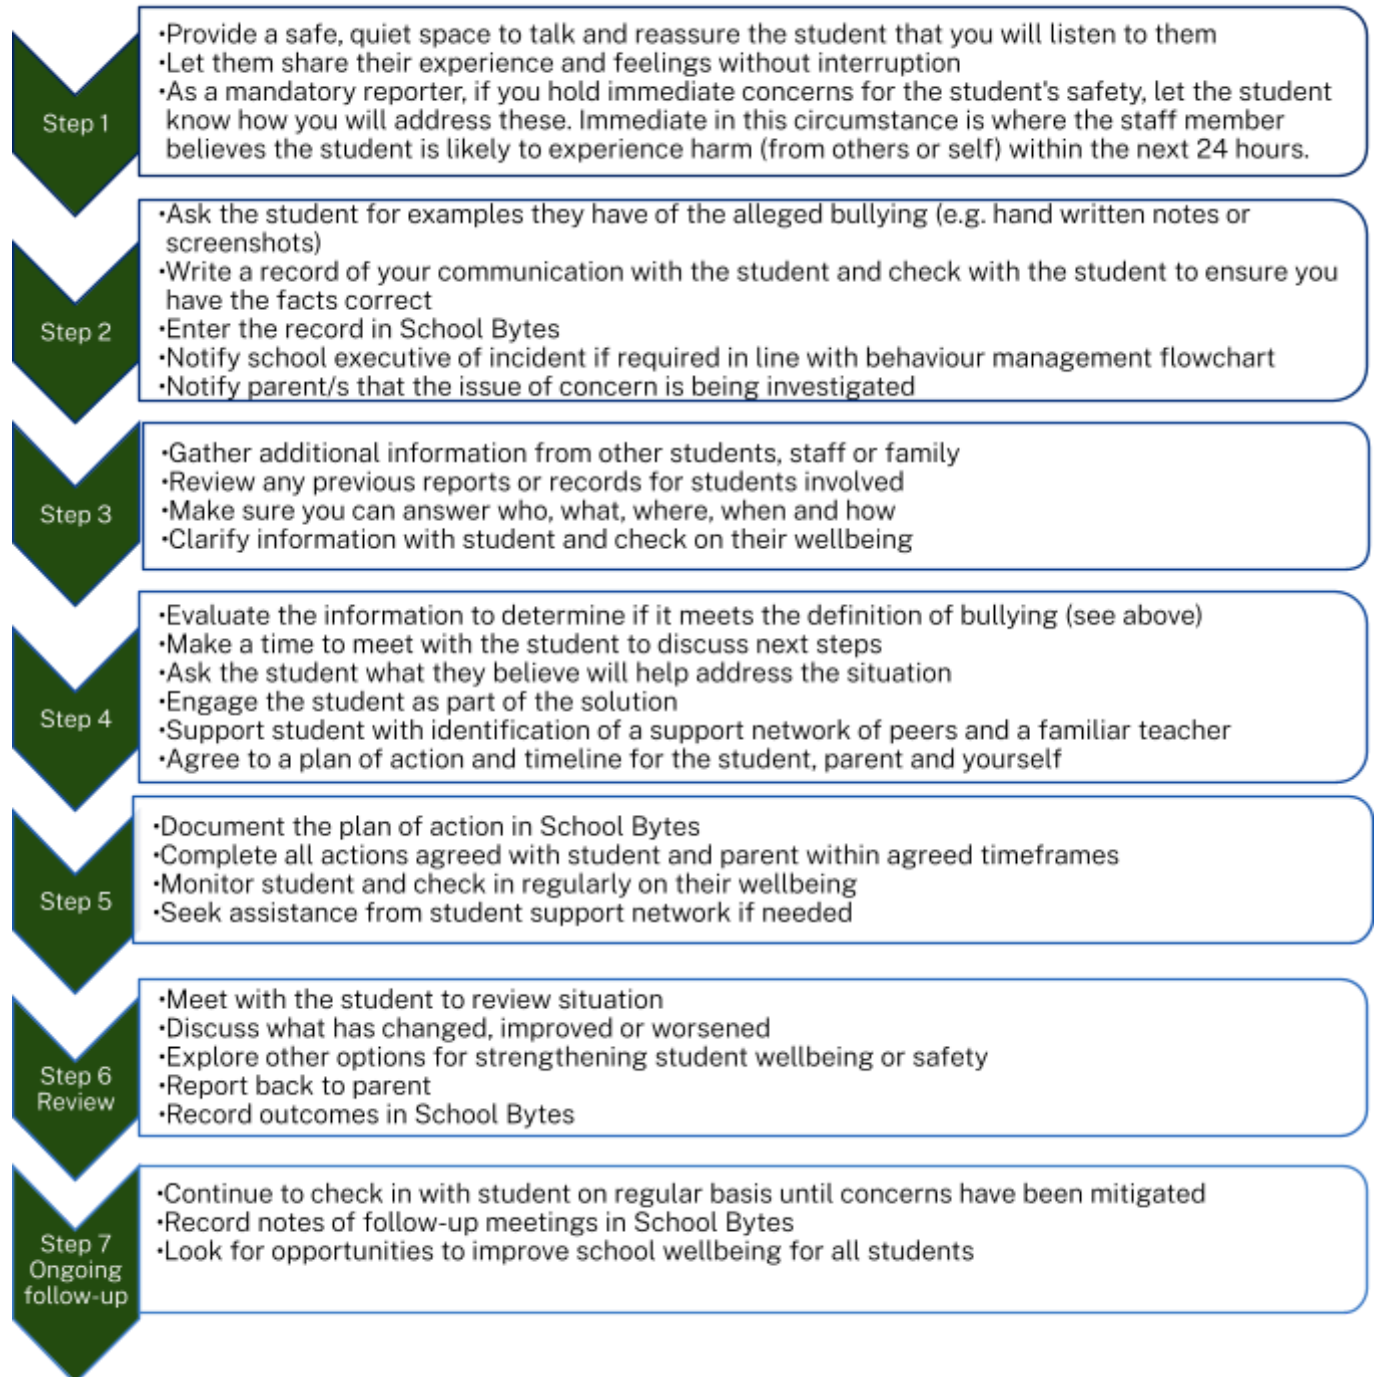 Step 1
•Provide a safe, quiet space to talk and reassure the student that you will listen to them
•Let them share their experience and feelings without interruption
•As a mandatory reporter, if you hold immediate concerns for the student's safety, let the student
know how you will address these. Immediate in this circumstance is where the staff member
believes the student is likely to experience harm (from others or self) within the next 24 hours.
Step 2
•Ask the student for examples they have of the alleged bullying (e.g. hand written notes or
screenshots)
•Write a record of your communication with the student and check with the student to ensure you
have the facts correct
•Enter the record in School Bytes
•Notify school executive of incident if required in line with behaviour management flowchart
•Notify parent/s that the issue of concern is being investigated
Step 3
•Gather additional information from other students, staff or family
•Review any previous reports or records for students involved
•Make sure you can answer who, what, where, when and how
•Clarify information with student and check on their wellbeing
Step 4
•Evaluate the information to determine if it meets the definition of bullying (see above)
•Make a time to meet with the student to discuss next steps
•Ask the student what they believe will help address the situation
•Engage the student as part of the solution
•Support student with identification of a support network of peers and a familiar teacher
•Agree to a plan of action and timeline for the student, parent and yourself
Step 5
•Document the plan of action in School Bytes
•Complete all actions agreed with student and parent within agreed timeframes
•Monitor student and check in regularly on their wellbeing
•Seek assistance from student support network if needed
Step 6
Review
•Meet with the student to review situation
•Discuss what has changed, improved or worsened
•Explore other options for strengthening student wellbeing or safety
•Report back to parent
•Record outcomes in School Bytes
Step 7
Ongoing
follow-up
•Continue to check in with student on regular basis until concerns have been mitigated
•Record notes of follow-up meetings in School Bytes
•Look for opportunities to improve school wellbeing for all students